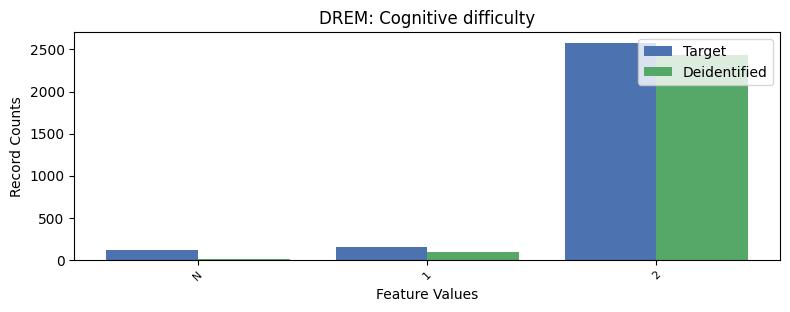 DREM: Cognitive difficulty
Target
Deidentified
Record Counts
2500
2000
1500
1000
500
0
N
1
2
Feature Values